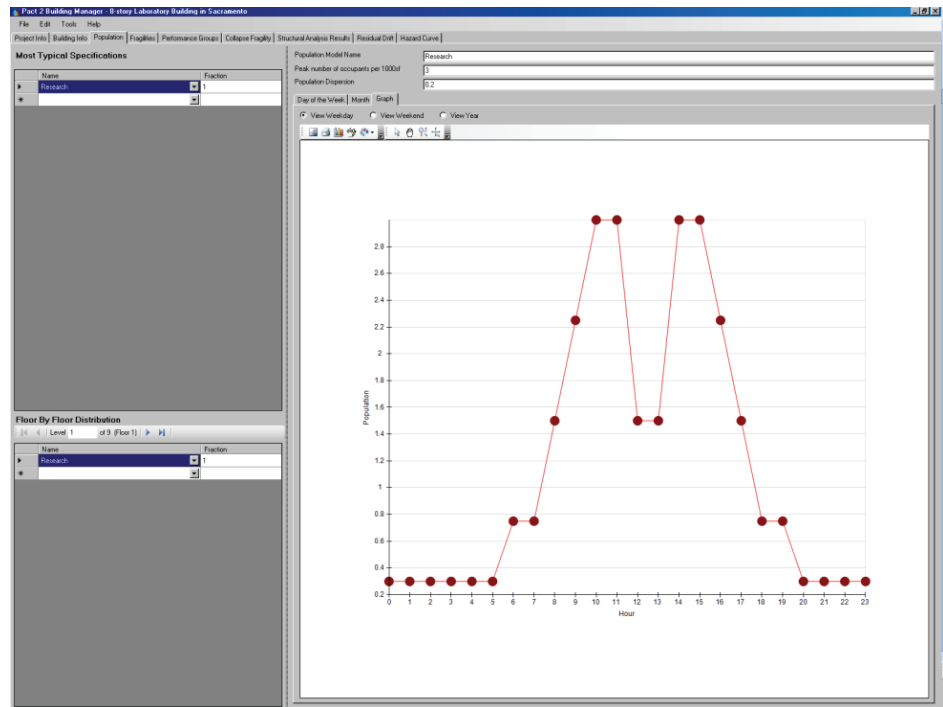 Pact 2 Building Manager - 8-story Laboratory Building in Sacramento
File Edit Tools Help
Project Info Building Info Population Fragilities Performance Groups Collapse Fragility Structural Analysis Results Residual Drift Hazard Curve
Most Typical Specifications
Name Fraction
Research 1
Population Model Name Research
Peak number of occupants per 1000sf 3
Population Dispersion 0.2
Day of the Week Month Graph
View Weekday View Weekend View Year
2.8
2.6
2.4
2.2
2
1.8
1.6
1.4
1.2
1
0.8
0.6
0.4
0.2
Population
0 1 2 3 4 5 6 7 8 9 10 11 12 13 14 15 16 17 18 19 20 21 22 23
Hour
Floor By Floor Distribution
Level 1 of 9 (Floor 1)
Name Fraction
Research 1